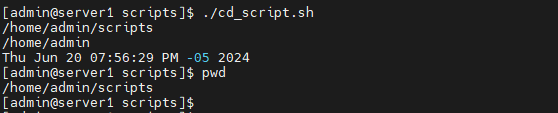 [admin@server1 scripts]$ ./cd_script.sh
/home/admin/scripts
/home/admin
Thu Jun 20 07:56:29 PM -05 2024
[admin@server1 scripts]$ pwd
/home/admin/scripts
[admin@server1 scripts]$